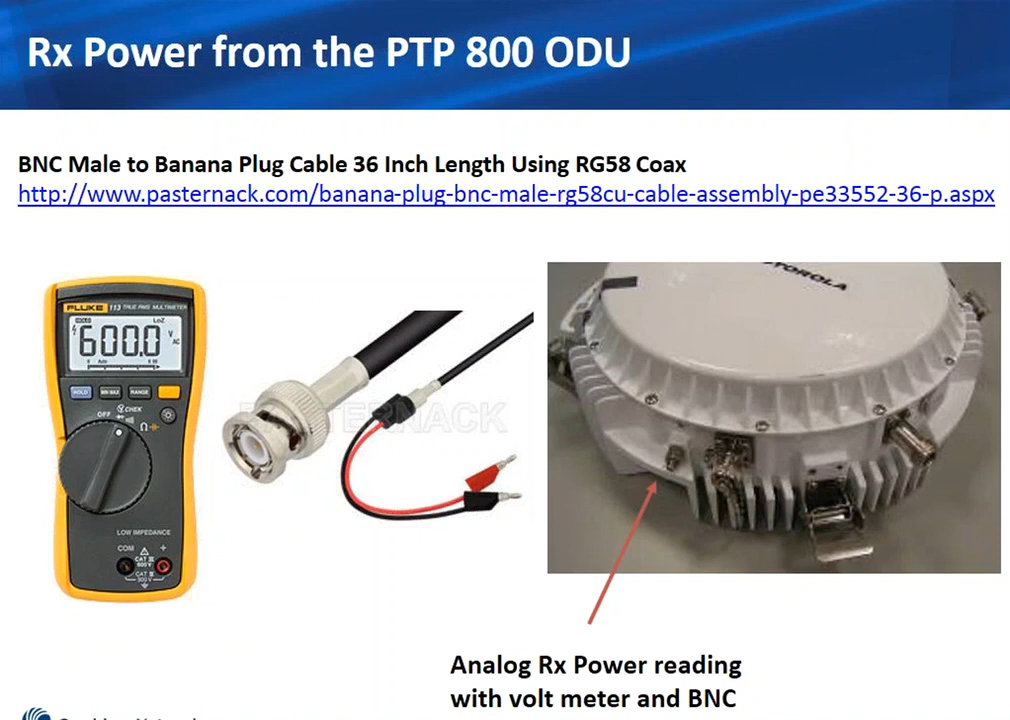 Rx Power from the PTP 800 ODU
BNC Male to Banana Plug Cable 36 Inch Length Using RG58 Coax
http://www.pasternack.com/banana-plug-bnc-male-rg58cu-cable-assembly-pe33552-36-p.aspx
FLUKE 113 TRUE RMS MULTIMETER
HOLD LoZ
600.0 V AC
HOLD MIN MAX RANGE
VCHEK
OFF
Ω
LOW IMPEDANCE
COM +
CAT III
600 V
CAT II
300 V
PASTERNACK
MOTOROLA
Analog Rx Power reading
with volt meter and BNC